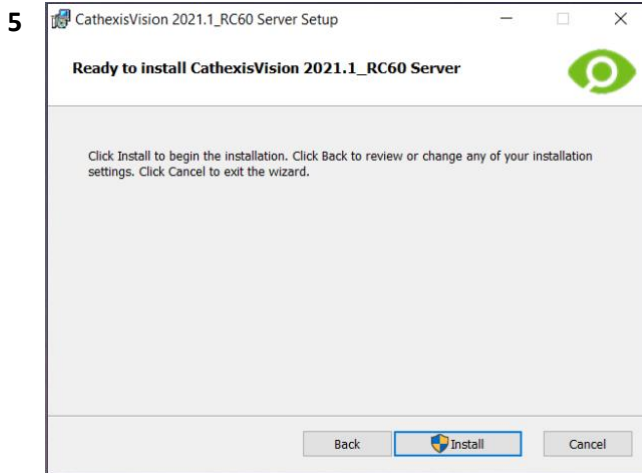 5
CathexisVision 2021.1_RC60 Server Setup
Ready to install CathexisVision 2021.1_RC60 Server
Click Install to begin the installation. Click Back to review or change any of your installation
settings. Click Cancel to exit the wizard.
Back Install Cancel